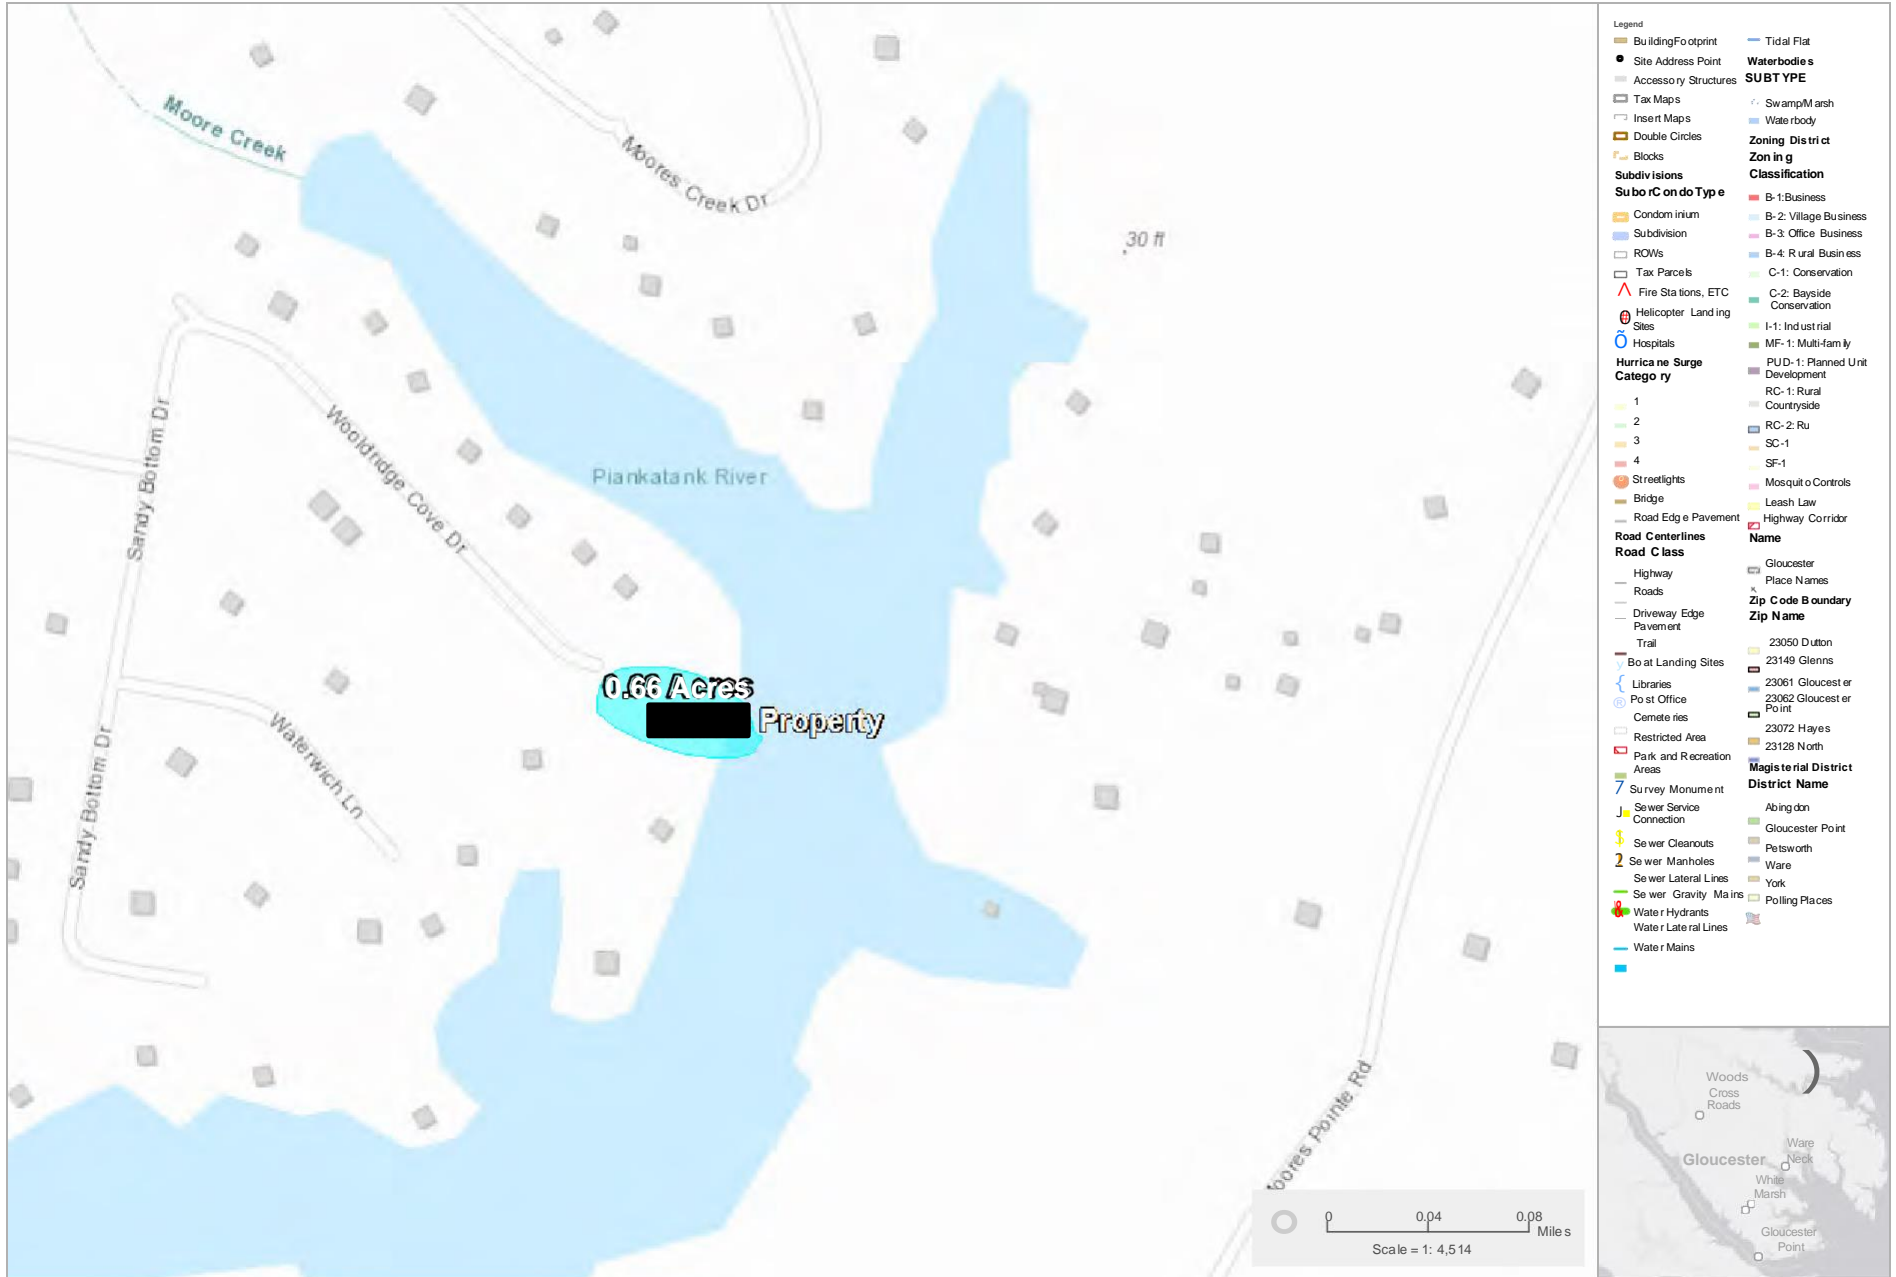 Moore Creek
Moores Creek Dr
30 ft
Sandy Bottom Dr
Wooldridge Cove Dr
Piankatank River
0.66 Acres
Property
Waterwich Ln
Sandy Bottom Dr
Moores Pointe Rd
0 0.04 0.08
Miles
Scale = 1: 4,514
Legend
BuildingFootprint
Site Address Point
Accessory Structures
Tax Maps
Insert Maps
Double Circles
Blocks
Subdivisions
SuborCondoType
Condominium
Subdivision
ROWs
Tax Parcels
Fire Stations, ETC
Helicopter Landing
Sites
Hospitals
Hurricane Surge
Category
1
2
3
4
Streetlights
Bridge
Road Edge Pavement
Road Centerlines
Road Class
Highway
Roads
Driveway Edge
Pavement
Trail
Boat Landing Sites
Libraries
Post Office
Cemeteries
Restricted Area
Park and Recreation
Areas
Survey Monument
Sewer Service
Connection
Sewer Cleanouts
Sewer Manholes
Sewer Lateral Lines
Sewer Gravity Mains
Water Hydrants
Water Lateral Lines
Water Mains
Tidal Flat
Waterbodies
SUBTYPE
Swamp/Marsh
Waterbody
Zoning District
Zoning
Classification
B-1:Business
B-2: Village Business
B-3: Office Business
B-4: Rural Business
C-1: Conservation
C-2: Bayside
Conservation
I-1: Industrial
MF-1: Multi-family
PUD-1: Planned Unit
Development
RC-1: Rural
Countryside
RC-2: Ru
SC-1
SF-1
Mosquito Controls
Leash Law
Highway Corridor
Name
Gloucester
Place Names
Zip Code Boundary
Zip Name
23050 Dutton
23149 Glenns
23061 Gloucester
23062 Gloucester
Point
23072 Hayes
23128 North
Magisterial District
District Name
Abingdon
Gloucester Point
Petsworth
Ware
York
Polling Places
Woods
Cross
Roads
Ware
Neck
Gloucester
White
Marsh
Gloucester
Point